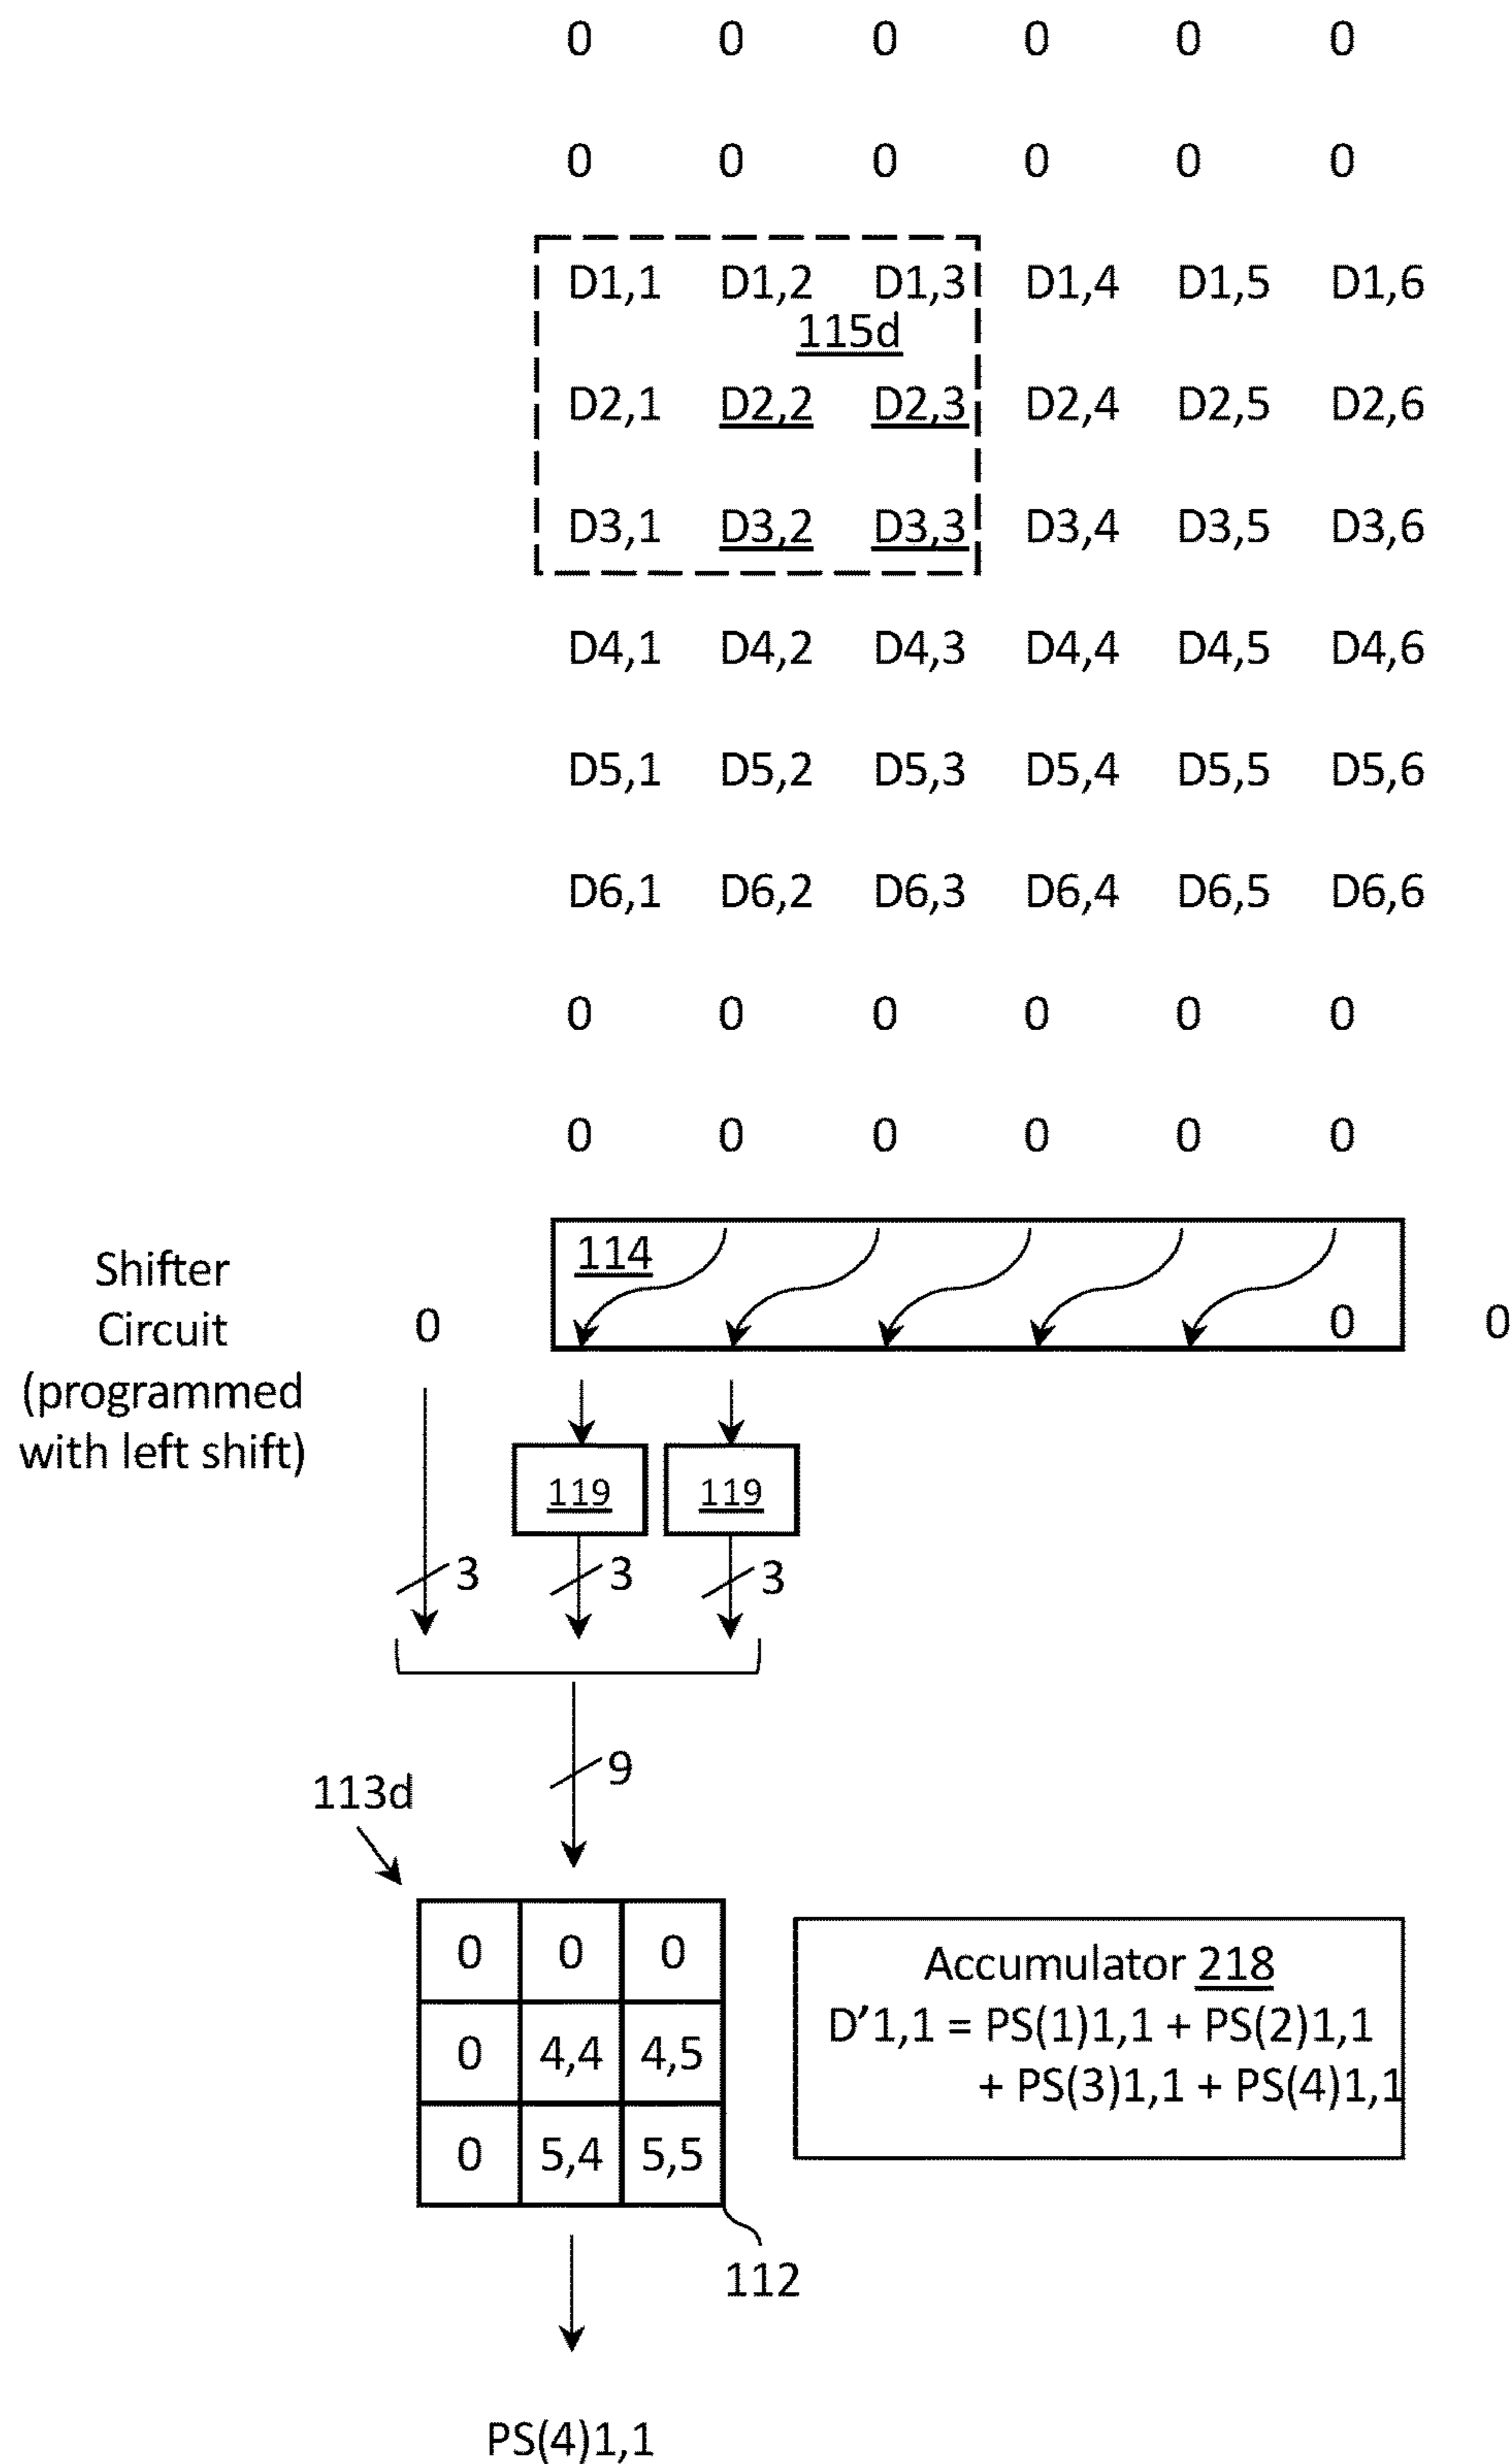 0 0 0 0 0 0
0 0 0 0 0 0
D1,1 D1,2 D1,3 D1,4 D1,5 D1,6
115d
D2,1 D2,2 D2,3 D2,4 D2,5 D2,6
D3,1 D3,2 D3,3 D3,4 D3,5 D3,6
D4,1 D4,2 D4,3 D4,4 D4,5 D4,6
D5,1 D5,2 D5,3 D5,4 D5,5 D5,6
D6,1 D6,2 D6,3 D6,4 D6,5 D6,6
0 0 0 0 0 0
0 0 0 0 0 0
Shifter
Circuit
(programmed
with left shift)
114
0 0 0
119 119
3 3 3
9
113d
0 0 0
0 4,4 4,5
0 5,4 5,5
112
Accumulator 218
D’1,1 = PS(1)1,1 + PS(2)1,1
+ PS(3)1,1 + PS(4)1,1
PS(4)1,1